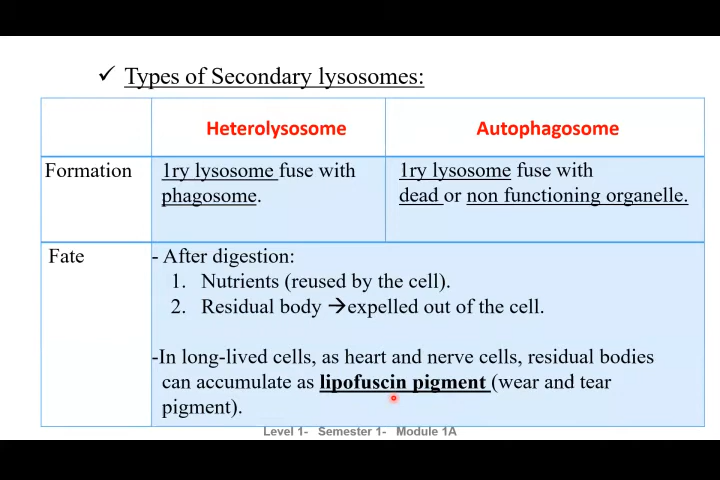 ✓ Types of Secondary lysosomes:
Heterolysosome
Autophagosome
Formation
1ry lysosome fuse with
phagosome.
1ry lysosome fuse with
dead or non functioning organelle.
Fate
- After digestion:
1. Nutrients (reused by the cell).
2. Residual body →expelled out of the cell.
-In long-lived cells, as heart and nerve cells, residual bodies
can accumulate as lipofuscin pigment (wear and tear
pigment).
Level 1- Semester 1- Module 1A